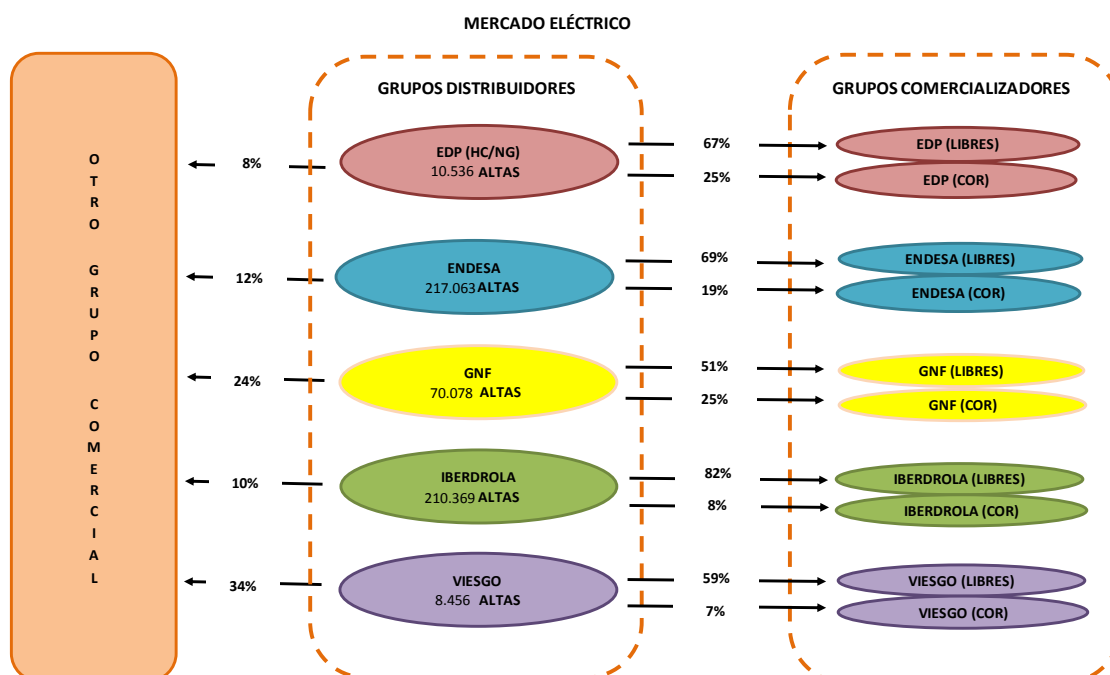 MERCADO ELÉCTRICO
OTRO GRUPO COMERCIAL
GRUPOS DISTRIBUIDORES
GRUPOS COMERCIALIZADORES
8%
EDP (HC/NG)
10.536 ALTAS
67%
EDP (LIBRES)
25%
EDP (COR)
12%
ENDESA
217.063 ALTAS
69%
ENDESA (LIBRES)
19%
ENDESA (COR)
24%
GNF
70.078 ALTAS
51%
GNF (LIBRES)
25%
GNF (COR)
10%
IBERDROLA
210.369 ALTAS
82%
IBERDROLA (LIBRES)
8%
IBERDROLA (COR)
34%
VIESGO
8.456 ALTAS
59%
VIESGO (LIBRES)
7%
VIESGO (COR)